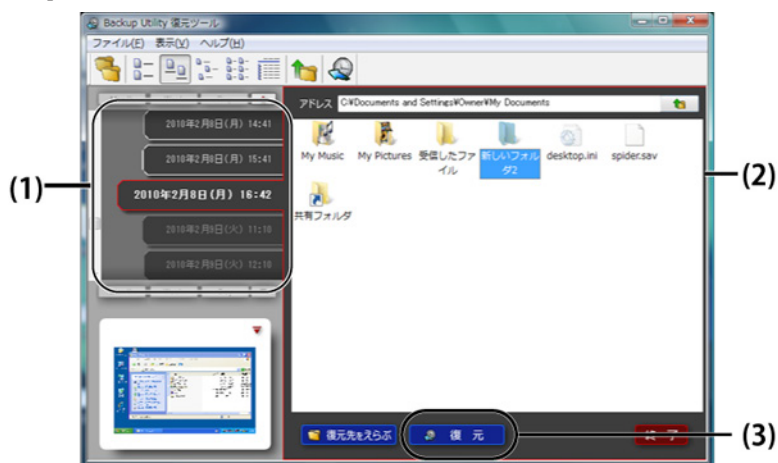 Backup Utility 復元ツール
ファイル(F) 表示(V) ヘルプ(H)
アドレス C:¥Documents and Settings¥Owner¥My Documents
2010年2月8日(月) 14:41
2010年2月8日(月) 15:41
2010年2月8日(月) 16:42
2010年2月9日(火) 11:10
2010年2月9日(火) 12:10
(1)
My Music My Pictures 受信したファイル 新しいフォルダ2 desktop.ini spider.sav
共有フォルダ
(2)
復元先をえらぶ 復 元 終 了
(3)